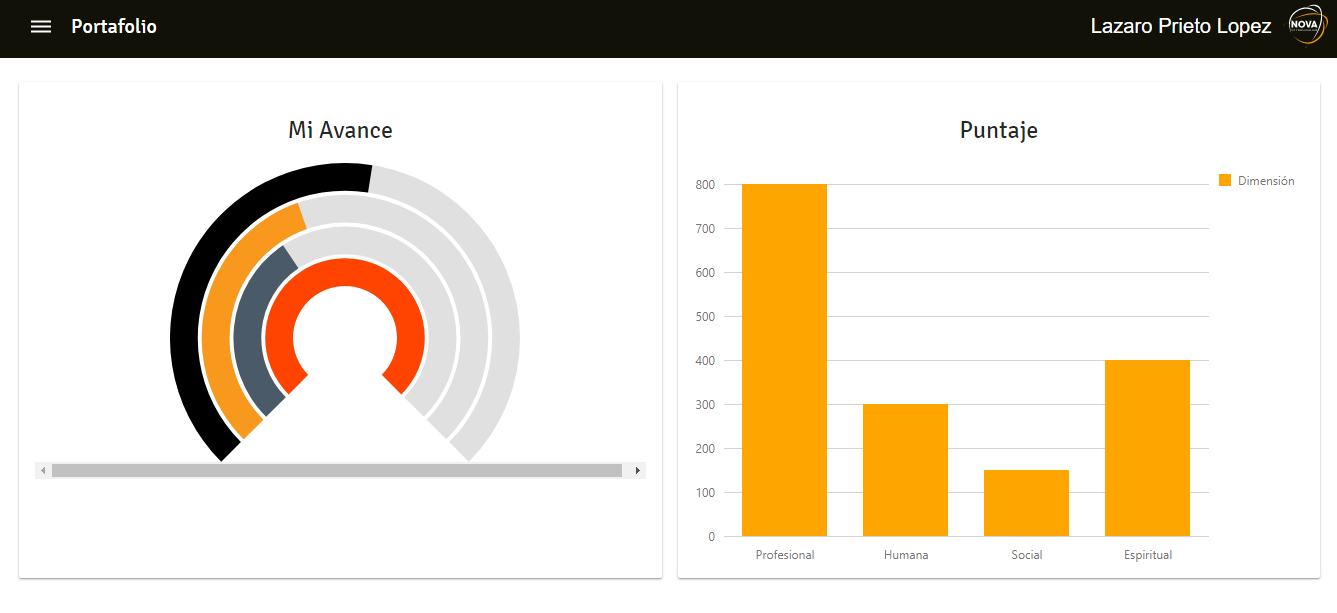 Portafolio
Lazaro Prieto Lopez
NOVA
Mi Avance
Puntaje
Dimensión
800
700
600
500
400
300
200
100
0
Profesional
Humana
Social
Espiritual